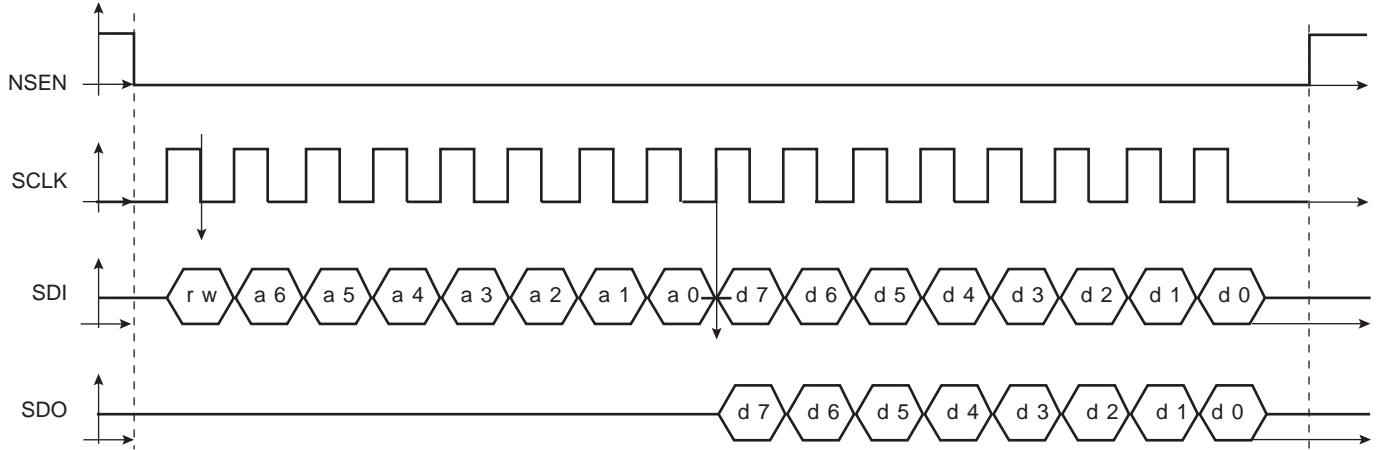 NSEN
SCLK
SDI r w a 6 a 5 a 4 a 3 a 2 a 1 a 0 d 7 d 6 d 5 d 4 d 3 d 2 d 1 d 0
SDO d 7 d 6 d 5 d 4 d 3 d 2 d 1 d 0